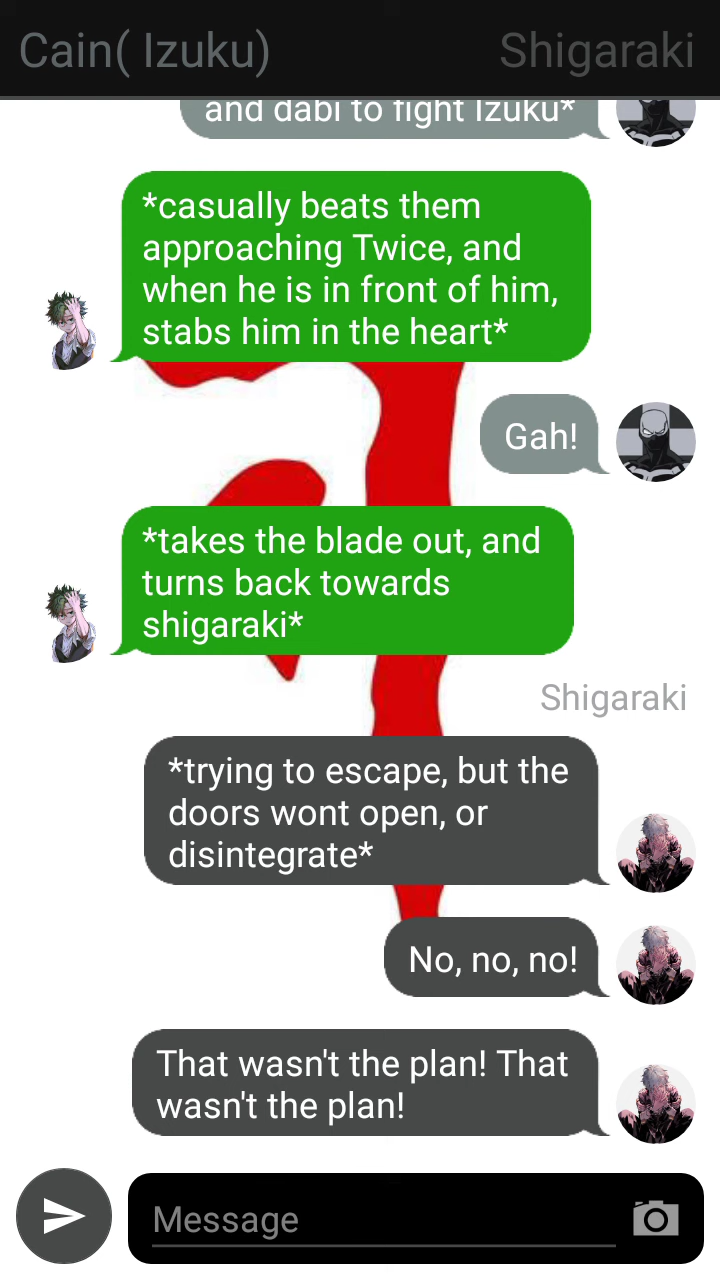 Cain( Izuku)
Shigaraki
and dabi to fight Izuku*
*casually beats them
approaching Twice, and
when he is in front of him,
stabs him in the heart*
Gah!
*takes the blade out, and
turns back towards
shigaraki*
Shigaraki
*trying to escape, but the
doors wont open, or
disintegrate*
No, no, no!
That wasn't the plan! That
wasn't the plan!
Message